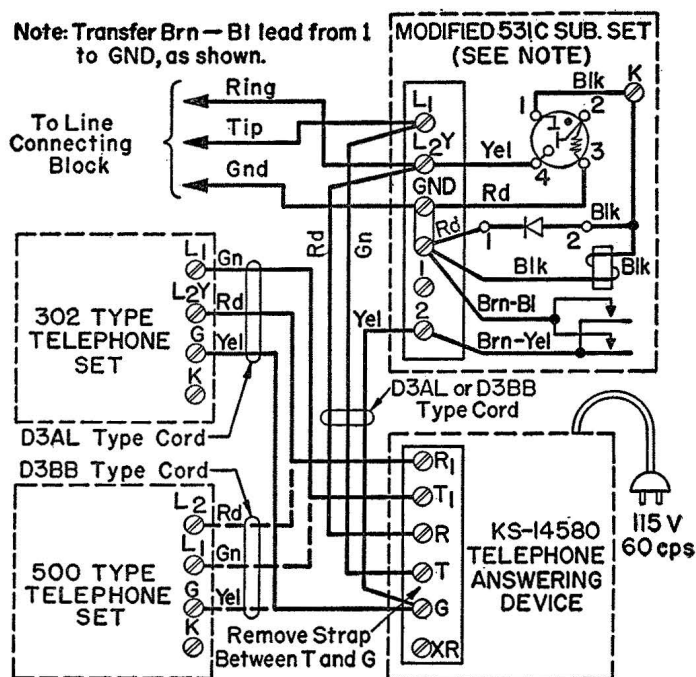 Note: Transfer Brn – Bl lead from 1
to GND, as shown.
MODIFIED 531C SUB. SET
(SEE NOTE)
Ring
Tip
Gnd
To Line
Connecting
Block
L1
L2Y
GND
1
2
Blk
K
1
2
3
4
Yel
Rd
Rd
1
2
Blk
Blk
Blk
Brn-Bl
Brn-Yel
Rd
Gn
Yel
302 TYPE
TELEPHONE
SET
L1
L2Y
G
K
Gn
Rd
Yel
D3AL Type Cord
D3BB Type Cord
D3AL or D3BB
Type Cord
500 TYPE
TELEPHONE
SET
L2
L1
G
K
Rd
Gn
Yel
R1
T1
R
T
G
XR
KS-14580
TELEPHONE
ANSWERING
DEVICE
115 V
60 cps
Remove Strap
Between T and G